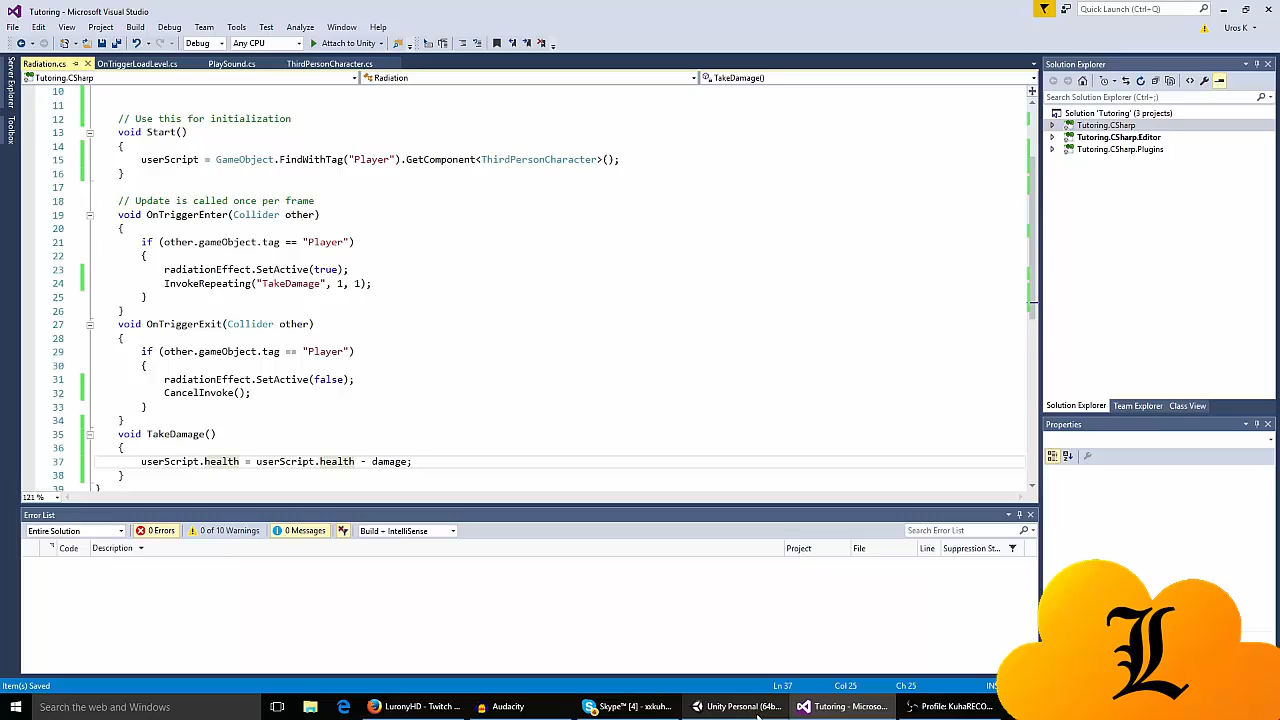 Tutoring - Microsoft Visual Studio
Quick Launch (Ctrl+Q)
File Edit View Project Build Debug Team Tools Test Analyze Window Help
Uros K
Debug Any CPU Attach to Unity
Radiation.cs OnTriggerLoadLevel.cs PlaySound.cs ThirdPersonCharacter.cs
Tutoring.CSharp Radiation TakeDamage()
Server Explorer
Toolbox
10
11
12 // Use this for initialization
13 void Start()
14 {
15 userScript = GameObject.FindWithTag("Player").GetComponent<ThirdPersonCharacter>();
16 }
17
18 // Update is called once per frame
19 void OnTriggerEnter(Collider other)
20 {
21 if (other.gameObject.tag == "Player")
22 {
23 radiationEffect.SetActive(true);
24 InvokeRepeating("TakeDamage", 1, 1);
25 }
26 }
27 void OnTriggerExit(Collider other)
28 {
29 if (other.gameObject.tag == "Player")
30 {
31 radiationEffect.SetActive(false);
32 CancelInvoke();
33 }
34 }
35 void TakeDamage()
36 {
37 userScript.health = userScript.health - damage;
38 }
39 }
121 %
Solution Explorer
Search Solution Explorer (Ctrl+;)
Solution 'Tutoring' (3 projects)
Tutoring.CSharp
Tutoring.CSharp.Editor
Tutoring.CSharp.Plugins
Solution Explorer Team Explorer Class View
Properties
Error List
Entire Solution 0 Errors 0 of 10 Warnings 0 Messages Build + IntelliSense Search Error List
Code Description Project File Line Suppression St...
Item(s) Saved Ln 37 Col 25 Ch 25 INS
L
Search the web and Windows LuronyHD - Twitch ... Audacity Skype™ [4] - xxkuh... Unity Personal (64b... Tutoring - Microso... Profile: KuhaRECO...